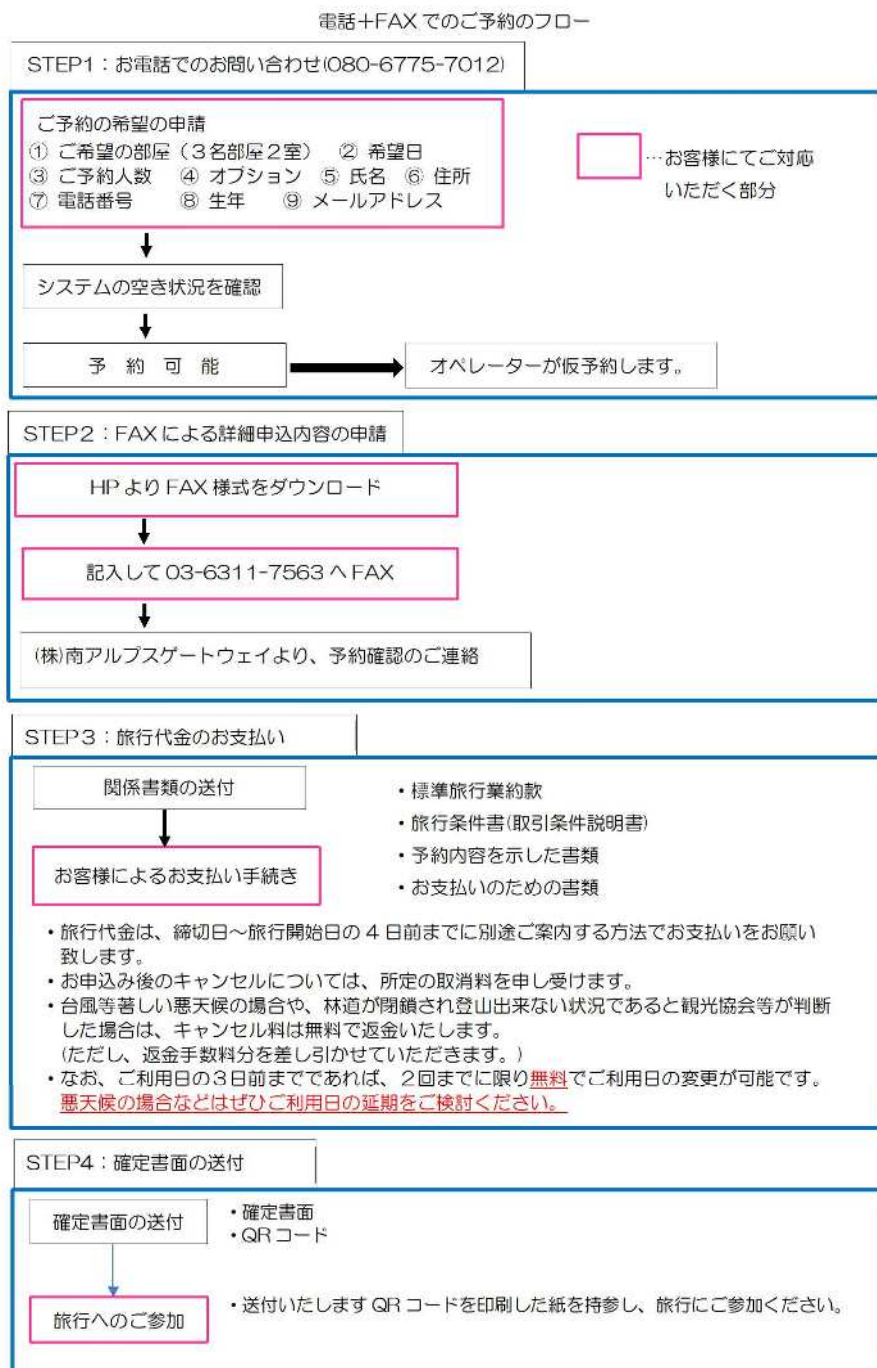 電話+FAXでのご予約のフロー
STEP1:お電話でのお問い合わせ(080-6775-7012)
ご予約の希望の申請
① ご希望の部屋(3名部屋2室) ② 希望日
③ ご予約人数 ④ オプション ⑤ 氏名 ⑥ 住所
⑦ 電話番号 ⑧ 生年 ⑨ メールアドレス
…お客様にてご対応
いただく部分
システムの空き状況を確認
予 約 可 能
オペレーターが仮予約します。
STEP2:FAXによる詳細申込内容の申請
HPよりFAX様式をダウンロード
記入して03-6311-7563へFAX
(株)南アルプスゲートウェイより、予約確認のご連絡
STEP3:旅行代金のお支払い
関係書類の送付
・標準旅行業約款
・旅行条件書(取引条件説明書)
・予約内容を示した書類
・お支払いのための書類
お客様によるお支払い手続き
・旅行代金は、締切日~旅行開始日の4日前までに別途ご案内する方法でお支払いをお願い
致します。
・お申込み後のキャンセルについては、所定の取消料を申し受けます。
・台風等著しい悪天候の場合や、林道が閉鎖され登山出来ない状況であると観光協会等が判断
した場合は、キャンセル料は無料で返金いたします。
(ただし、返金手数料分を差し引かせていただきます。)
・なお、ご利用日の3日前までであれば、2回までに限り無料でご利用日の変更が可能です。
悪天候の場合などはぜひご利用日の延期をご検討ください。
STEP4:確定書面の送付
確定書面の送付
・確定書面
・QRコード
旅行へのご参加
・送付いたしますQRコードを印刷した紙を持参し、旅行にご参加ください。